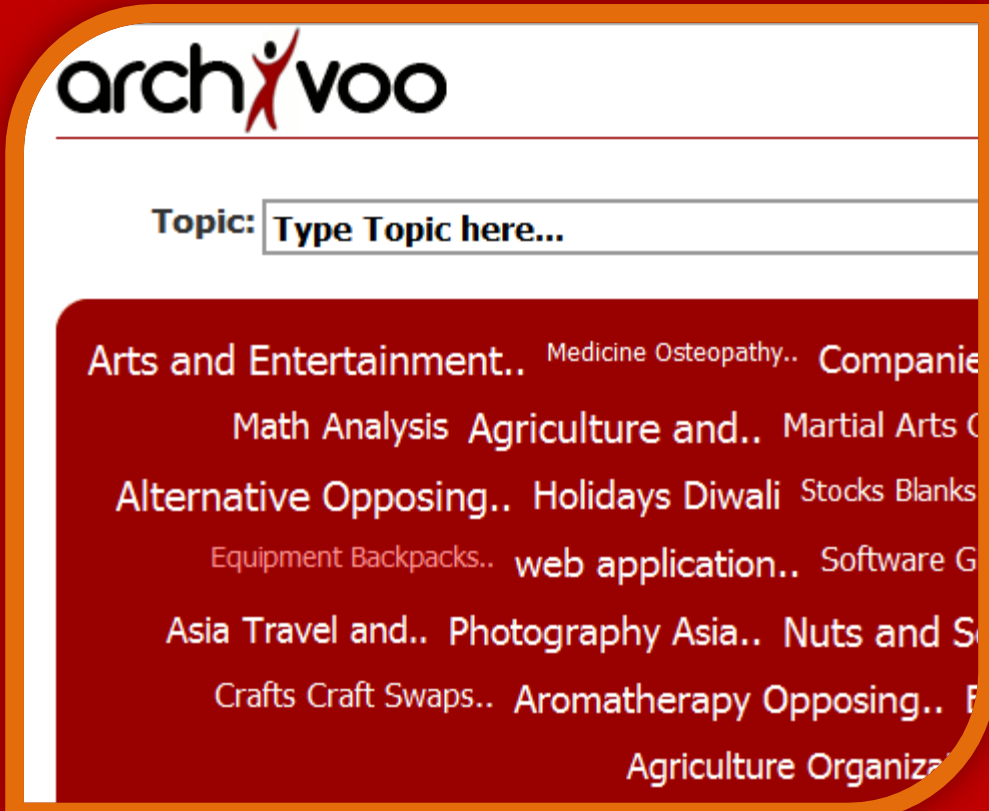 archivoo
Topic: Type Topic here...
Arts and Entertainment.. Medicine Osteopathy.. Companie
Math Analysis Agriculture and.. Martial Arts
Alternative Opposing.. Holidays Diwali Stocks Blanks
Equipment Backpacks.. web application.. Software G
Asia Travel and.. Photography Asia.. Nuts and S
Crafts Craft Swaps.. Aromatherapy Opposing..
Agriculture Organiza